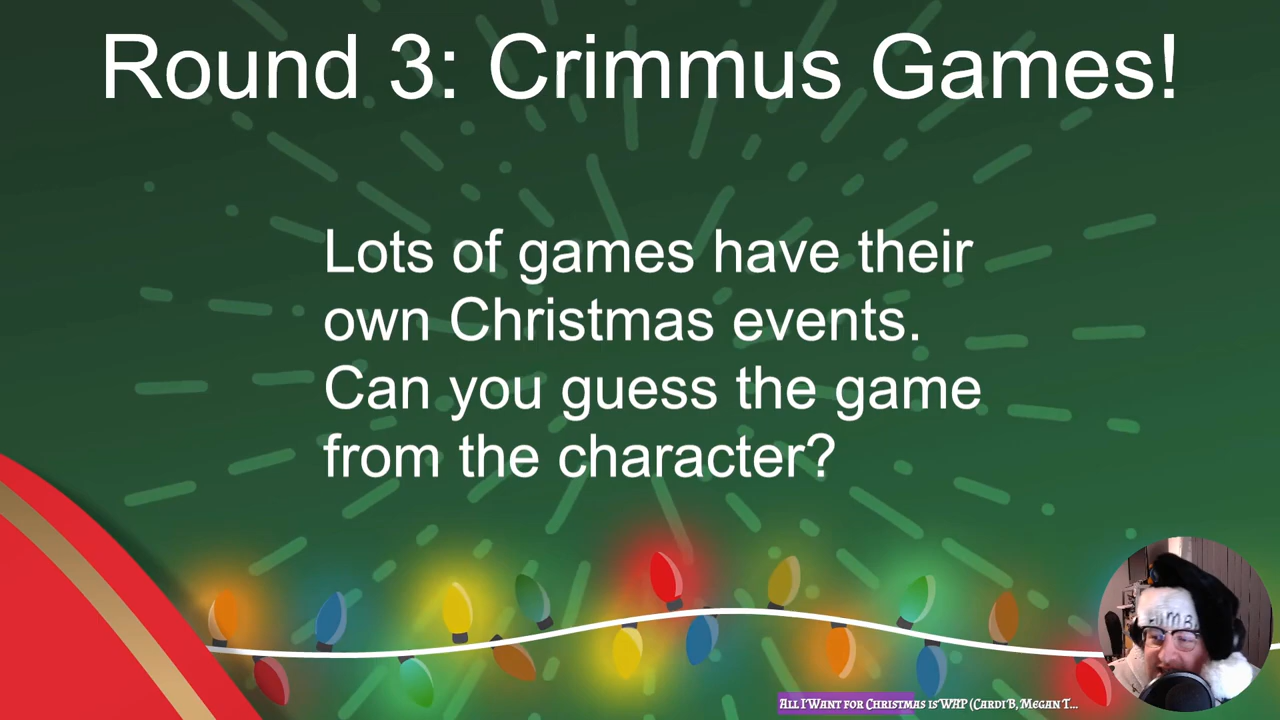 Round 3: Crimmus Games!
Lots of games have their
own Christmas events.
Can you guess the game
from the character?
All I Want for Christmas is WAP (Cardi B, Megan T...